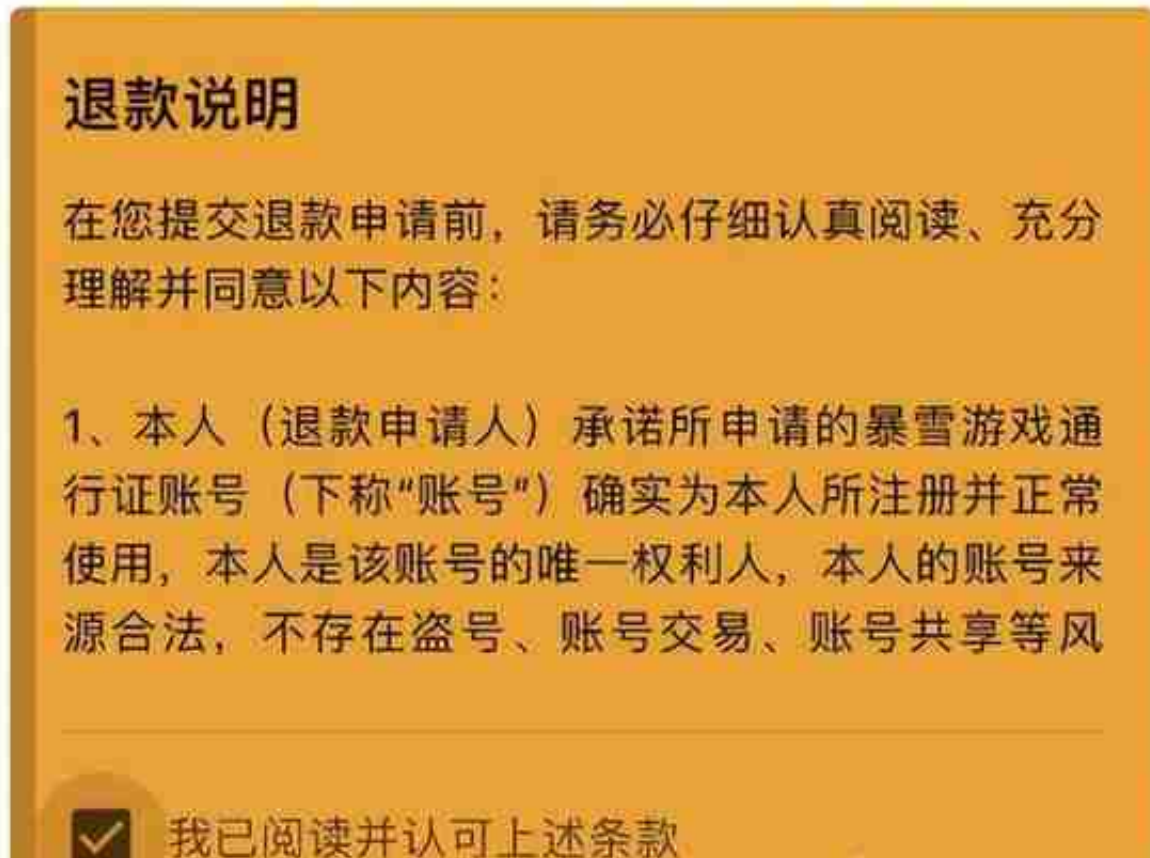 退款说明
在您提交退款申请前，请务必仔细认真阅读、充分
理解并同意以下内容：
1、本人（退款申请人）承诺所申请的暴雪游戏通
行证账号（下称“账号”）确实为本人所注册并正常
使用，本人是该账号的唯一权利人，本人的账号来
源合法，不存在盗号、账号交易、账号共享等风
我已阅读并认可上述条款